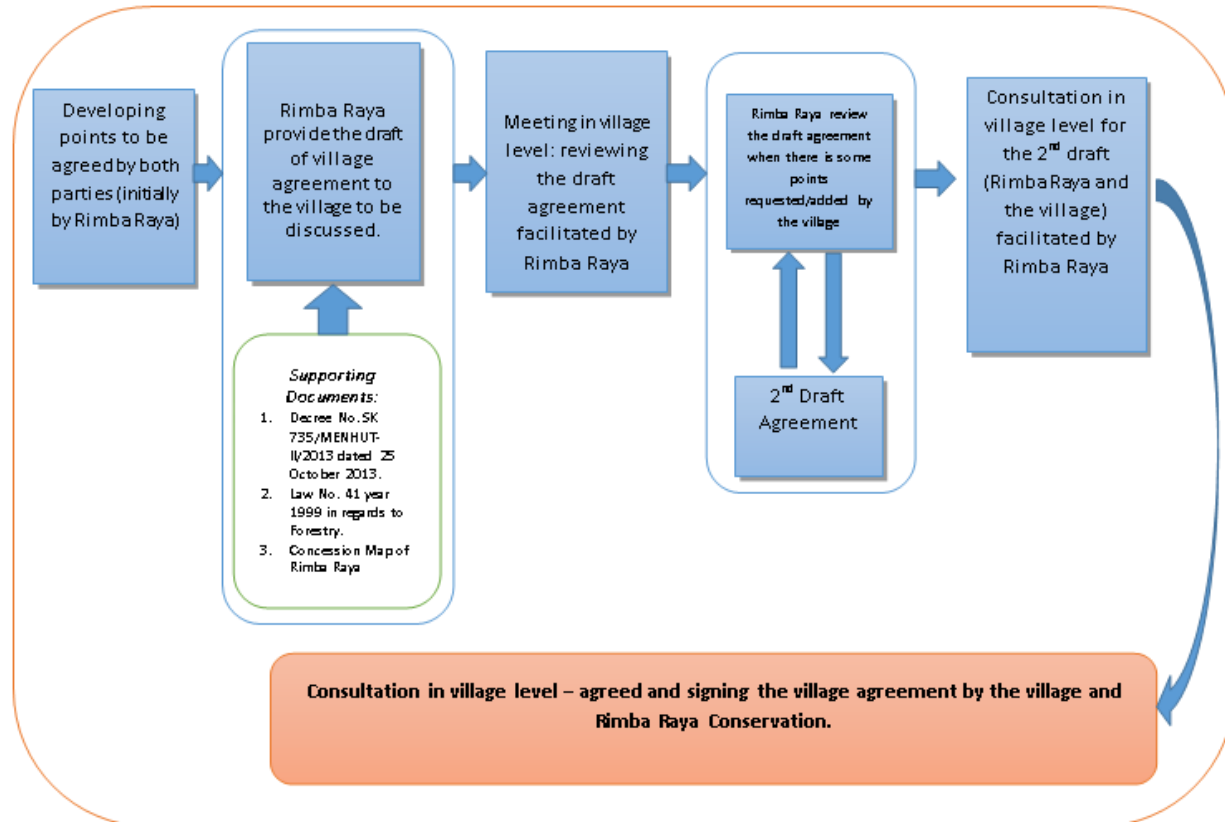 Developing
points to be
agreed by both
parties (initially
by Rimba Raya)
Rimba Raya
provide the draft
of village
agreement to
the village to be
discussed.
Supporting
Documents:
1. Decree No. SK
735/MENHUT-
II/2013 dated 25
October 2013.
2. Law No. 41 year
1999 in regards to
Forestry.
3. Concession Map of
Rimba Raya
Meeting in village
level: reviewing
the draft
agreement
facilitated by
Rimba Raya
Rimba Raya review
the draft agreement
when there is some
points
requested/added by
the village
2nd Draft
Agreement
Consultation in
village level for
the 2nd draft
(Rimba Raya and
the village)
facilitated by
Rimba Raya
Consultation in village level – agreed and signing the village agreement by the village and
Rimba Raya Conservation.